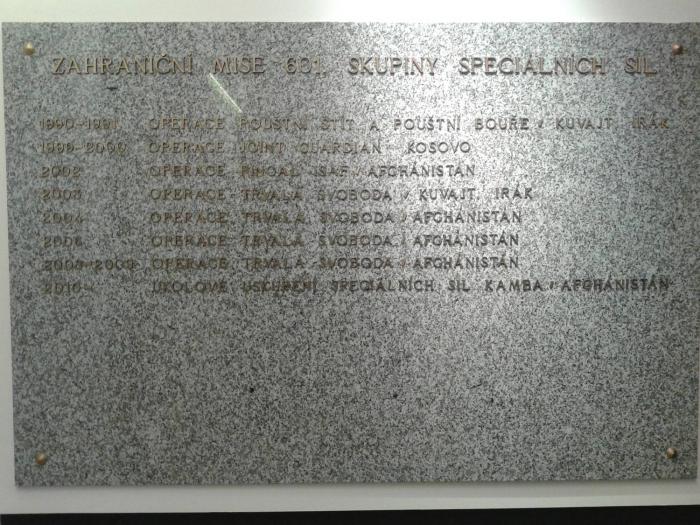 ZAHRANIČNÍ MISE 601. SKUPINY SPECIÁLNÍCH SIL
1990-1991 OPERACE POUŠTNÍ ŠTÍT A POUŠTNÍ BOUŘE / KUVAJT, IRÁK
1999-2000 OPERACE JOINT GUARDIAN / KOSOVO
2002 OPERACE FINGAL ISAF / AFGHÁNISTÁN
2003 OPERACE TRVALÁ SVOBODA / KUVAJT, IRÁK
2004 OPERACE TRVALÁ SVOBODA / AFGHÁNISTÁN
2006 OPERACE TRVALÁ SVOBODA / AFGHÁNISTÁN
2008-2009 OPERACE TRVALÁ SVOBODA / AFGHÁNISTÁN
2010- ÚKOLOVÉ USKUPENÍ SPECIÁLNÍCH SIL KAMBA / AFGHÁNISTÁN